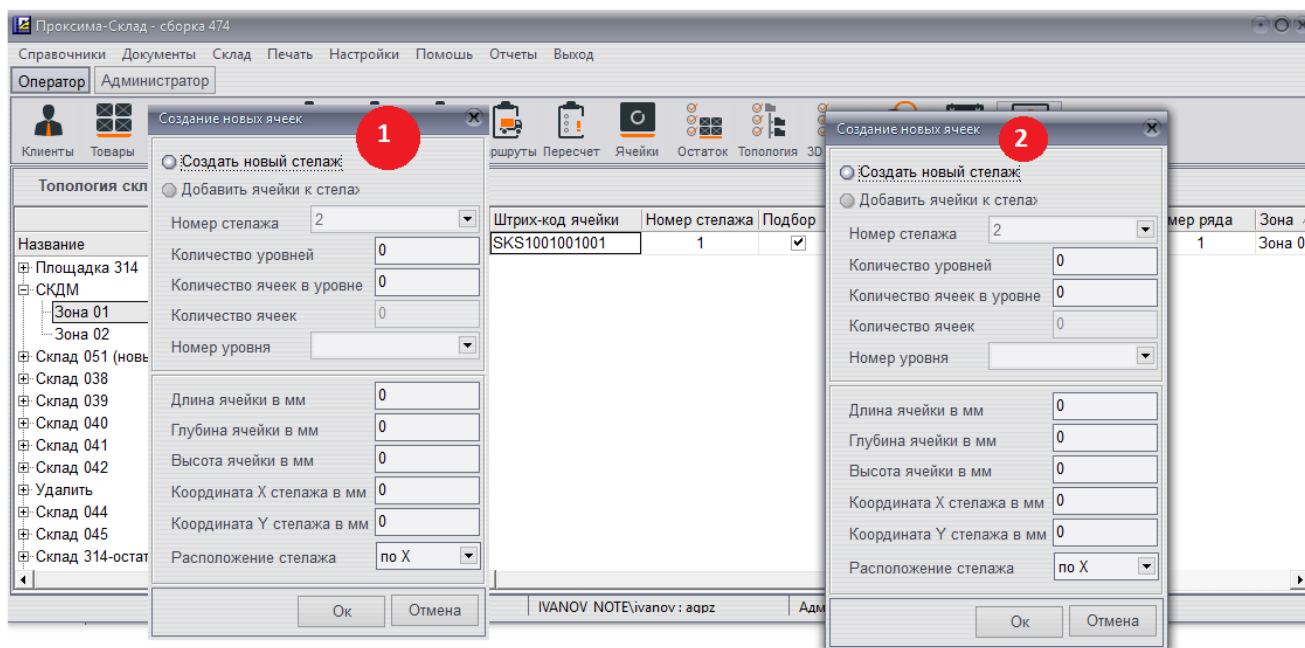 Проксима-Склад - сборка 474
Справочники Документы Склад Печать Настройки Помошь Отчеты Выход
Оператор Администратор
Клиенты Товары
Создание новых ячеек
1
Создать новый стелаж
Добавить ячейки к стела
Номер стелажа 2
Количество уровней 0
Количество ячеек в уровне 0
Количество ячеек 0
Номер уровня
Длина ячейки в мм 0
Глубина ячейки в мм 0
Высота ячейки в мм 0
Координата X стелажа в мм 0
Координата Y стелажа в мм 0
Расположение стелажа по X
Ок Отмена
ршруты Пересчет Ячейки Остаток Топология 3D
Создание новых ячеек
2
Создать новый стелаж
Добавить ячейки к стела
Номер стелажа 2
Количество уровней 0
Количество ячеек в уровне 0
Количество ячеек 0
Номер уровня
Длина ячейки в мм 0
Глубина ячейки в мм 0
Высота ячейки в мм 0
Координата X стелажа в мм 0
Координата Y стелажа в мм 0
Расположение стелажа по X
Ок Отмена
Топология скл
Название
Площадка 314
СКДМ
Зона 01
Зона 02
Склад 051 (новы
Склад 038
Склад 039
Склад 040
Склад 041
Склад 042
Удалить
Склад 044
Склад 045
Склад 314-остат
Штрих-код ячейки Номер стелажа Подбор мер ряда Зона
SKS1001001001 1 1 Зона 0
IVANOV NOTE\ivanov : agpz Адм